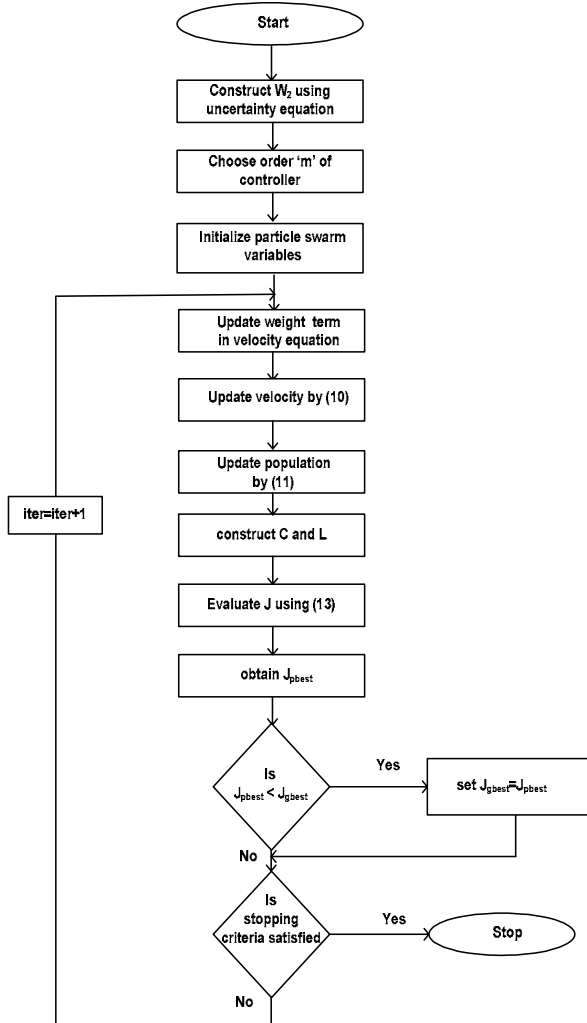 Start
Construct W₂ using
uncertainty equation
Choose order ‘m’ of
controller
Initialize particle swarm
variables
Update weight term
in velocity equation
Update velocity by (10)
Update population
by (11)
iter=iter+1
construct C and L
Evaluate J using (13)
obtain Jpbest
Is
Jpbest < Jgbest
Yes
set Jgbest=Jpbest
No
Is
stopping
criteria satisfied
Yes
Stop
No